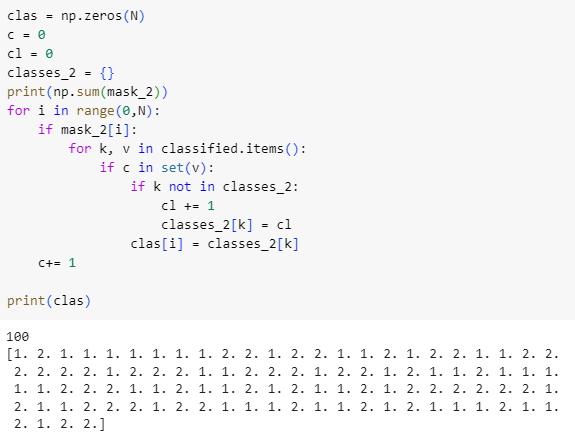 clas = np.zeros(N)
c = 0
cl = 0
classes_2 = {}
print(np.sum(mask_2))
for i in range(0,N):
    if mask_2[i]:
        for k, v in classified.items():
            if c in set(v):
                if k not in classes_2:
                    cl += 1
                    classes_2[k] = cl
                clas[i] = classes_2[k]
    c+= 1

print(clas)
100
[1. 2. 1. 1. 1. 1. 1. 1. 1. 2. 2. 1. 2. 2. 1. 1. 2. 1. 2. 2. 1. 1. 2. 2.
 2. 2. 2. 2. 1. 2. 2. 2. 1. 1. 2. 2. 2. 1. 2. 2. 1. 2. 1. 1. 2. 1. 1. 1.
 1. 1. 2. 2. 2. 1. 1. 2. 1. 1. 1. 2. 1. 1. 2. 1. 2. 2. 2. 2. 2. 2. 2. 1.
 2. 1. 1. 2. 2. 2. 1. 2. 2. 2. 1. 1. 1. 2. 1. 1. 2. 1. 2. 1. 1. 1. 2. 1. 1.
 2. 1. 2. 2.]